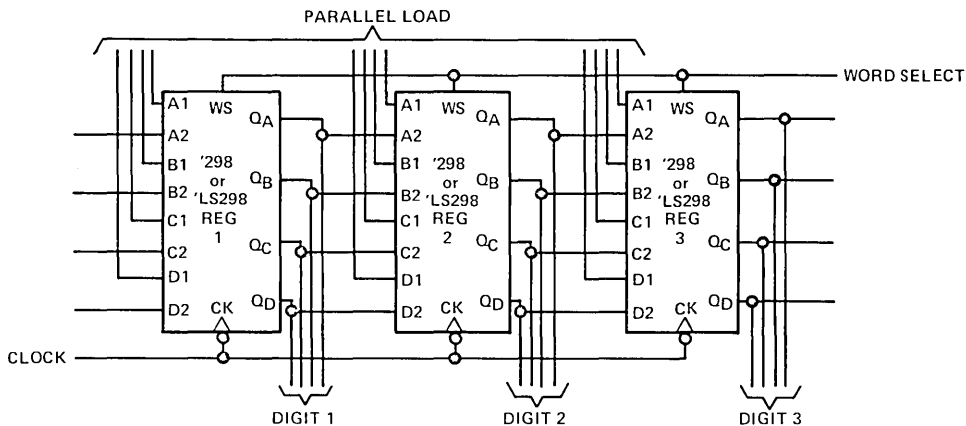 PARALLEL LOAD
WORD SELECT
A1
WS
QA
A2
B1
'298
or
'LS298
REG
1
QB
B2
C1
QC
C2
D1
QD
D2
CK
A1
WS
QA
A2
B1
'298
or
'LS298
REG
2
QB
B2
C1
QC
C2
D1
QD
D2
CK
A1
WS
QA
A2
B1
'298
or
'LS298
REG
3
QB
B2
C1
QC
C2
D1
QD
D2
CK
CLOCK
DIGIT 1
DIGIT 2
DIGIT 3